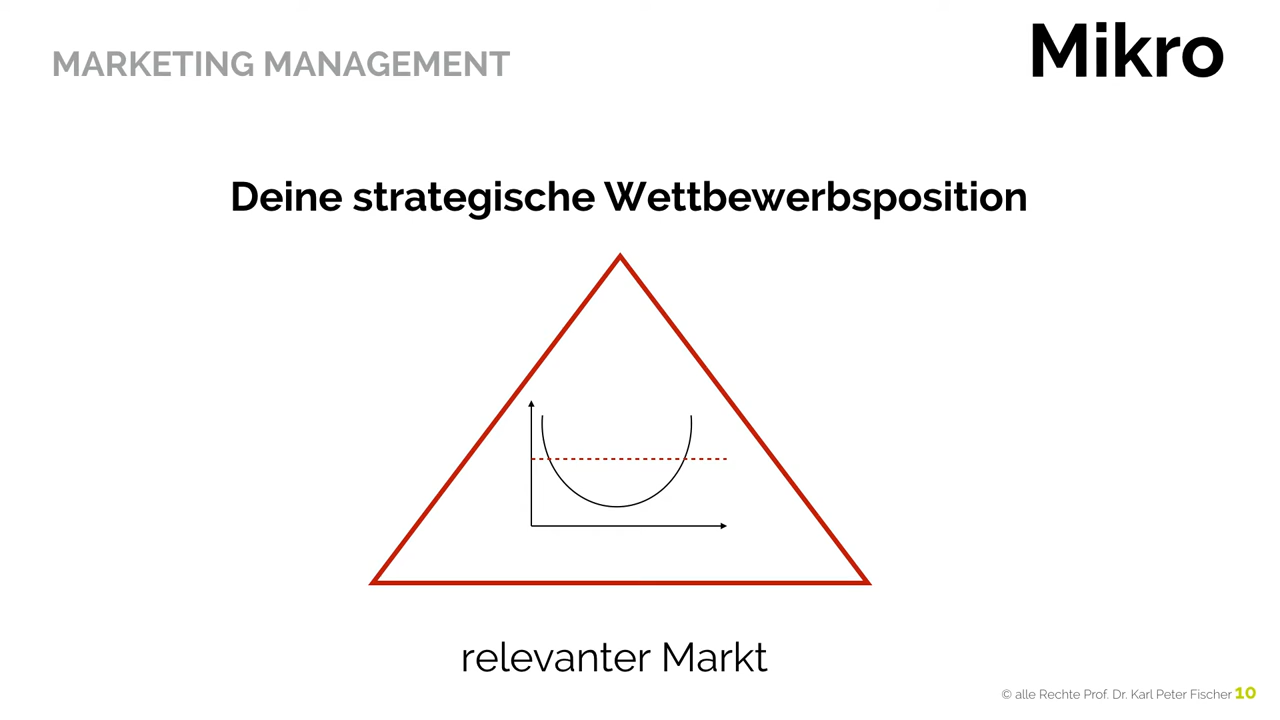 MARKETING MANAGEMENT
Mikro
Deine strategische Wettbewerbsposition
relevanter Markt
© alle Rechte Prof. Dr. Karl Peter Fischer 10